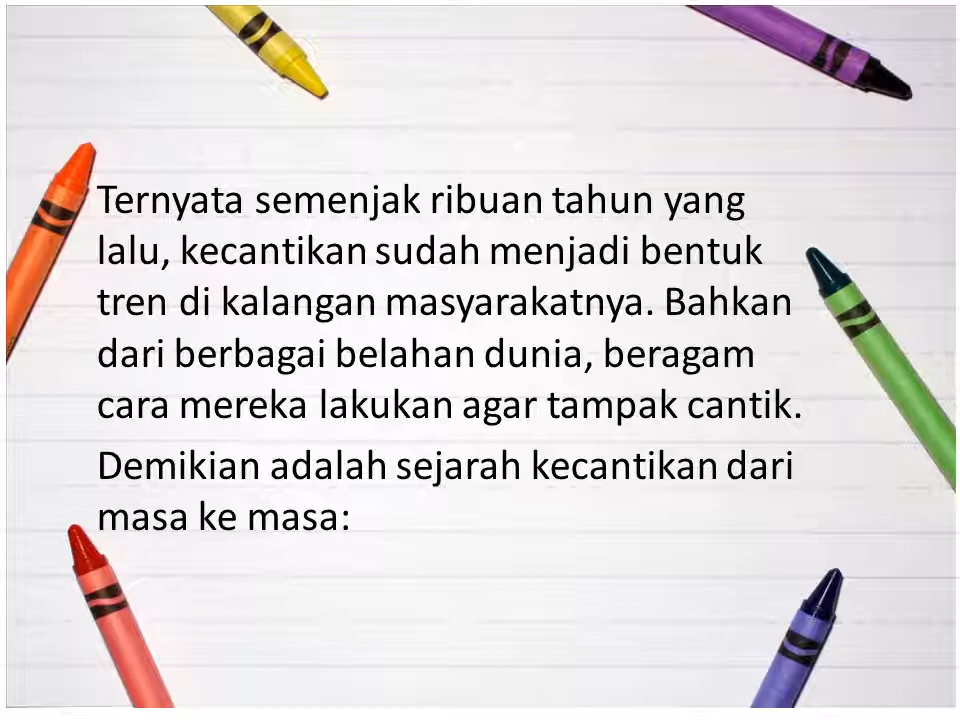 Ternyata semenjak ribuan tahun yang
lalu, kecantikan sudah menjadi bentuk
tren di kalangan masyarakatnya. Bahkan
dari berbagai belahan dunia, beragam
cara mereka lakukan agar tampak cantik.
Demikian adalah sejarah kecantikan dari
masa ke masa: